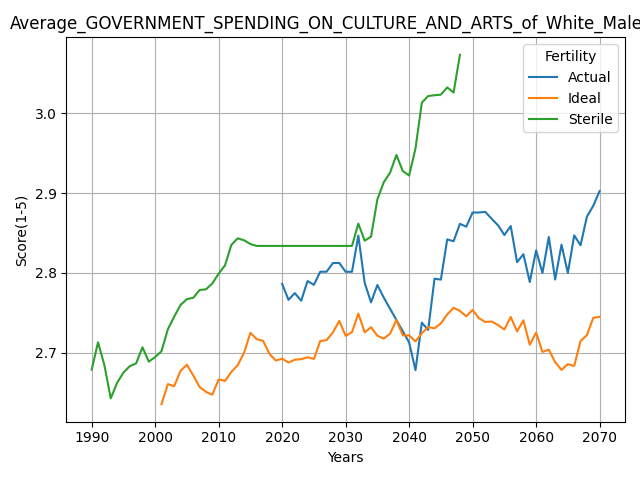 Average_GOVERNMENT_SPENDING_ON_CULTURE_AND_ARTS_of_White_Male
Fertility
Actual
Ideal
Sterile
Score(1-5)
3.0
2.9
2.8
2.7
1990 2000 2010 2020 2030 2040 2050 2060 2070
Years